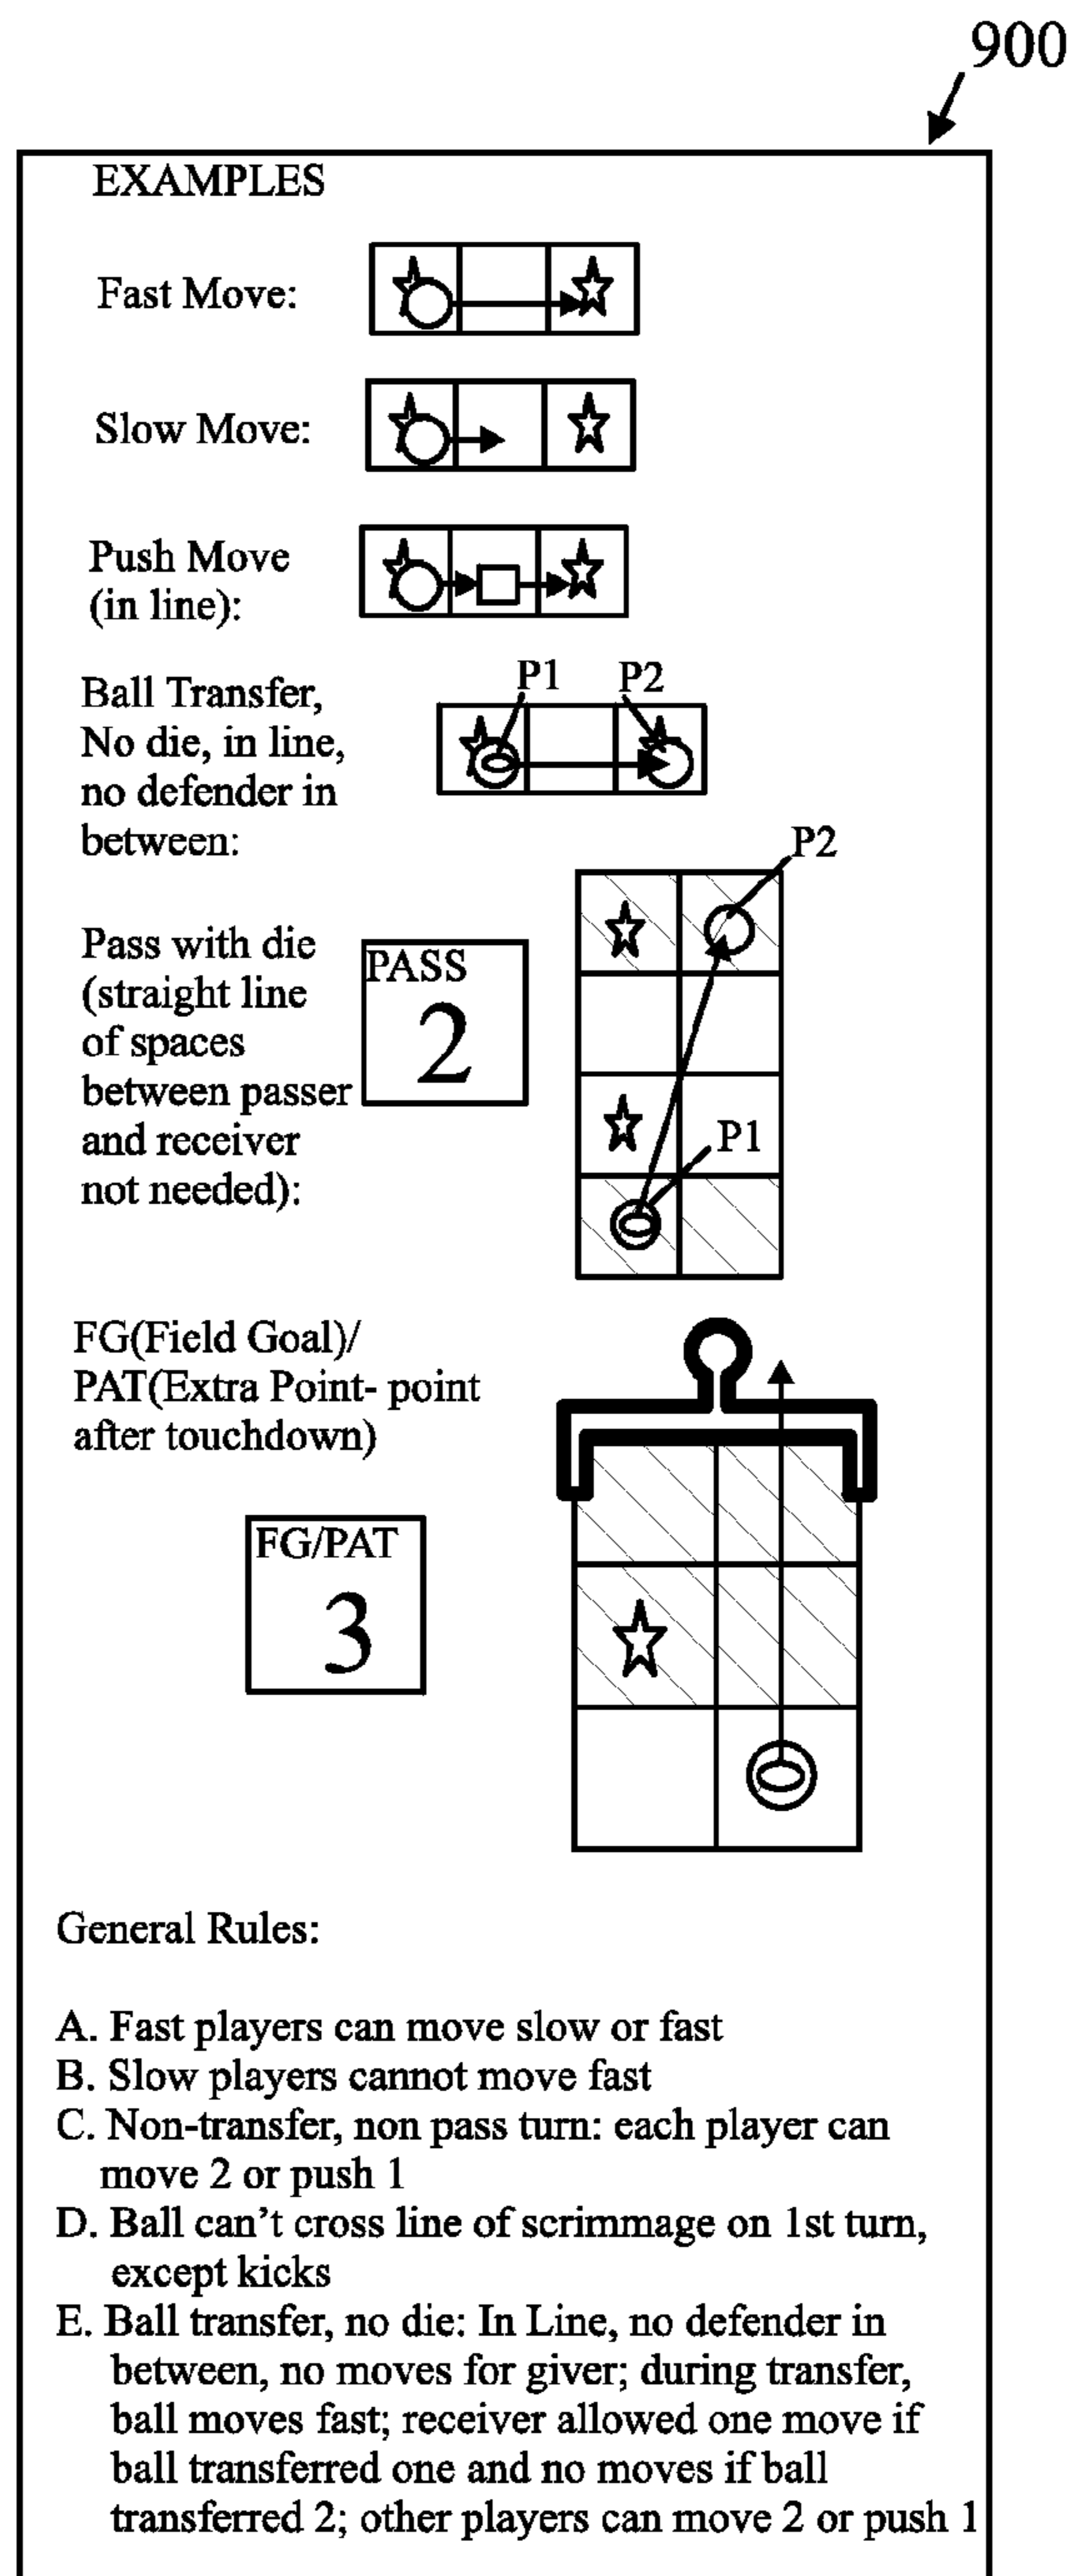 900
EXAMPLES
Fast Move:
Slow Move:
Push Move
(in line):
P1 P2
Ball Transfer,
No die, in line,
no defender in
between:
P2
Pass with die
(straight line
of spaces
between passer
and receiver
not needed):
PASS
2
P1
FG(Field Goal)/
PAT(Extra Point- point
after touchdown)
FG/PAT
3
General Rules:
A. Fast players can move slow or fast
B. Slow players cannot move fast
C. Non-transfer, non pass turn: each player can
move 2 or push 1
D. Ball can't cross line of scrimmage on 1st turn,
except kicks
E. Ball transfer, no die: In Line, no defender in
between, no moves for giver; during transfer,
ball moves fast; receiver allowed one move if
ball transferred one and no moves if ball
transferred 2; other players can move 2 or push 1